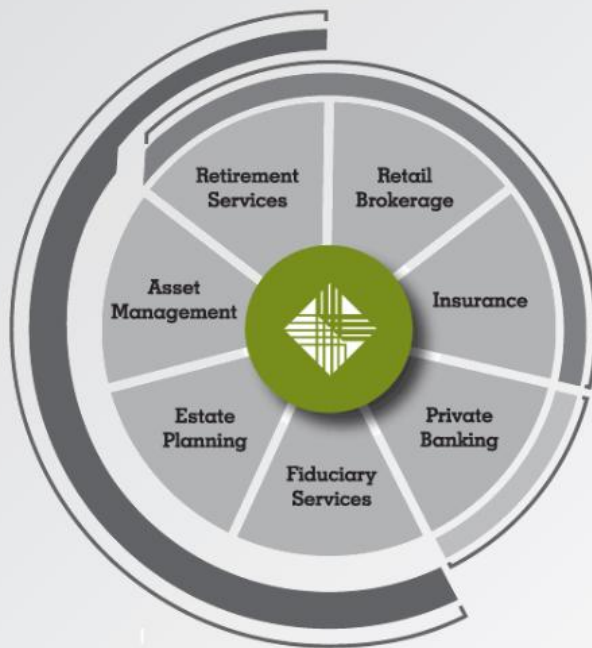 Retirement
Services
Retail
Brokerage
Asset
Management
Insurance
Estate
Planning
Private
Banking
Fiduciary
Services